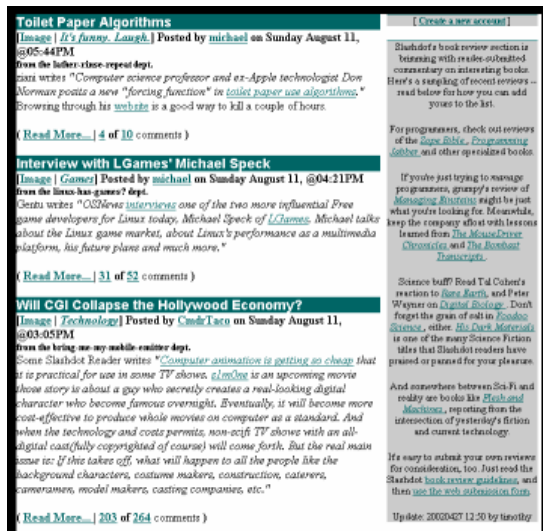 Toilet Paper Algorithms
[Image | It's funny. Laugh.] Posted by michael on Sunday August 11,
@05:44PM
from the lather-rinse-repeat dept.
ziani writes "Computer science professor and ex-Apple technologist Don
Norman posits a new "forcing function" in toilet paper use algorithms."
Browsing through his website is a good way to kill a couple of hours.
( Read More... | 4 of 10 comments )
Interview with LGames' Michael Speck
[Image | Games] Posted by michael on Sunday August 11, @04:21PM
from the linux-has-games? dept.
Gentu writes "OSNews interviews one of the two more influential Free
game developers for Linux today, Michael Speck of LGames. Michael talks
about the Linux game market, about Linux's performance as a multimedia
platform, his future plans and much more."
( Read More... | 31 of 52 comments )
Will CGI Collapse the Hollywood Economy?
[Image | Technology] Posted by CmdrTaco on Sunday August 11,
@03:05PM
from the bring-me-my-mobile-emitter dept.
Some Slashdot Reader writes "Computer animation is getting so cheap that
it is practical for use in some TV shows. s1m0ne is an upcoming movie
those story is about a guy who secretly creates a real-looking digital
character who become famous overnight. Eventually, it will become more
cost-effective to produce whole movies on computer as a standard. And
when the technology and costs permits, non-scifi TV shows with an all-
digital cast(fully copyrighted of course) will come forth. But the real main
issue is: If this takes off, what will happen to all the people like the
background characters, costume makers, construction, caterers,
cameramen, model makers, casting companies, etc."
( Read More... | 203 of 264 comments )
[ Create a new account ]
Slashdot's book review section is
brimming with reader-submitted
commentary on interesting books.
Here's a sampling of recent reviews --
read below for how you can add
yours to the list.
For programmers, check out reviews
of the Zope Bible, Programming
Jabber and other specialized books.
If you're just trying to manage
programmers, grumpy's review of
Managing Einsteins might be just
what you're looking for. Meanwhile,
keep the company afloat with lessons
learned from The MouseDriver
Chronicles and The Bombast
Transcripts.
Science buff? Read Tal Cohen's
reaction to Rare Earth, and Peter
Wayner on Digital Biology. Don't
forget the grain of salt in Voodoo
Science, either. His Dark Materials
is one of the many Science Fiction
titles that Slashdot readers have
praised or panned for your pleasure.
And somewhere between Sci-Fi and
reality are books like Flesh and
Machines, reporting from the
intersection of yesterday's fiction
and current technology.
It's easy to submit your own reviews
for consideration, too. Just read the
Slashdot book review guidelines, and
then use the web submission form.
Update: 20020427 12:50 by timothy